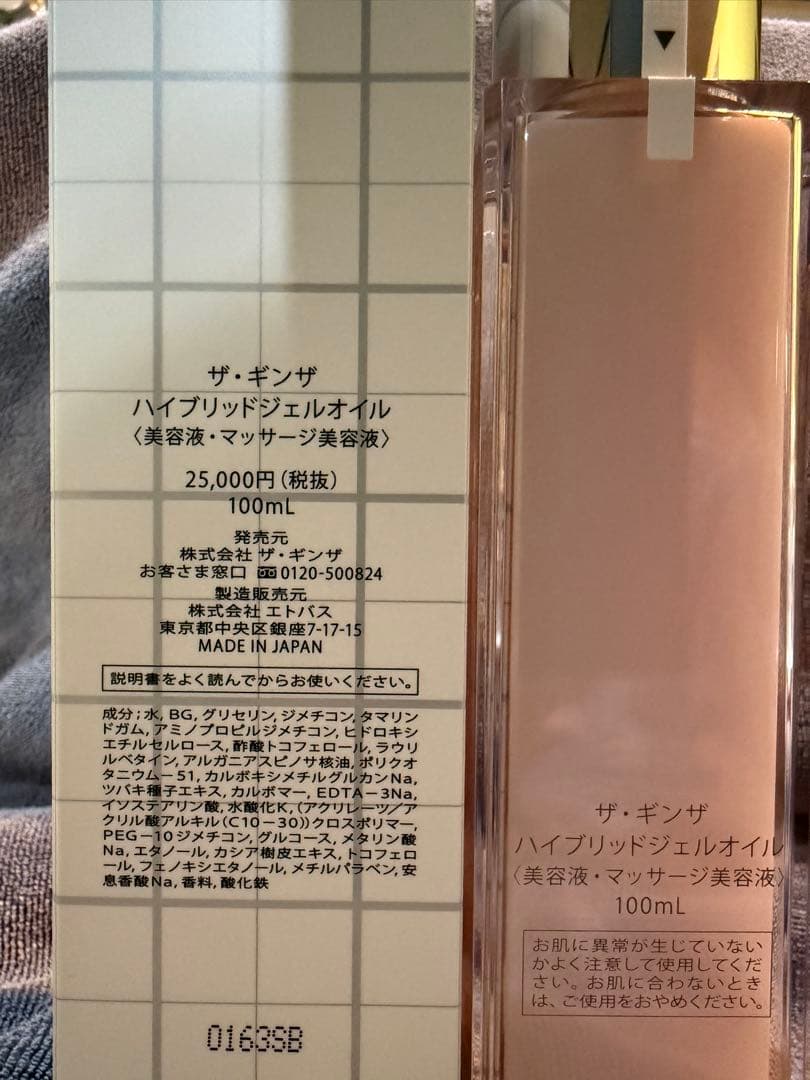 ザ・ギンザ
ハイブリッドジェルオイル
〈美容液・マッサージ美容液〉
25,000円（税抜）
100mL
発売元
株式会社 ザ・ギンザ
お客さま窓口 0120-500824
製造販売元
株式会社 エトバス
東京都中央区銀座7-17-15
MADE IN JAPAN
説明書をよく読んでからお使いください。
成分；水, BG, グリセリン, ジメチコン, タマリン
ドガム, アミノプロピルジメチコン, ヒドロキシ
エチルセルロース, 酢酸トコフェロール, ラウリ
ルベタイン, アルガニアスピノサ核油, ポリクオ
タニウム－51, カルボキシメチルグルカンNa,
ツバキ種子エキス, カルボマー, EDTA－3Na,
イソステアリン酸, 水酸化K, （アクリレーツ／ア
クリル酸アルキル（C10－30））クロスポリマー,
PEG－10ジメチコン, グルコース, メタリン酸
Na, エタノール, カシア樹皮エキス, トコフェロ
ール, フェノキシエタノール, メチルパラベン, 安
息香酸Na, 香料, 酸化鉄
0163SB
ザ・ギンザ
ハイブリッドジェルオイル
〈美容液・マッサージ美容液〉
100mL
お肌に異常が生じていない
かよく注意して使用してくだ
さい。お肌に合わないとき
は、ご使用をおやめください。